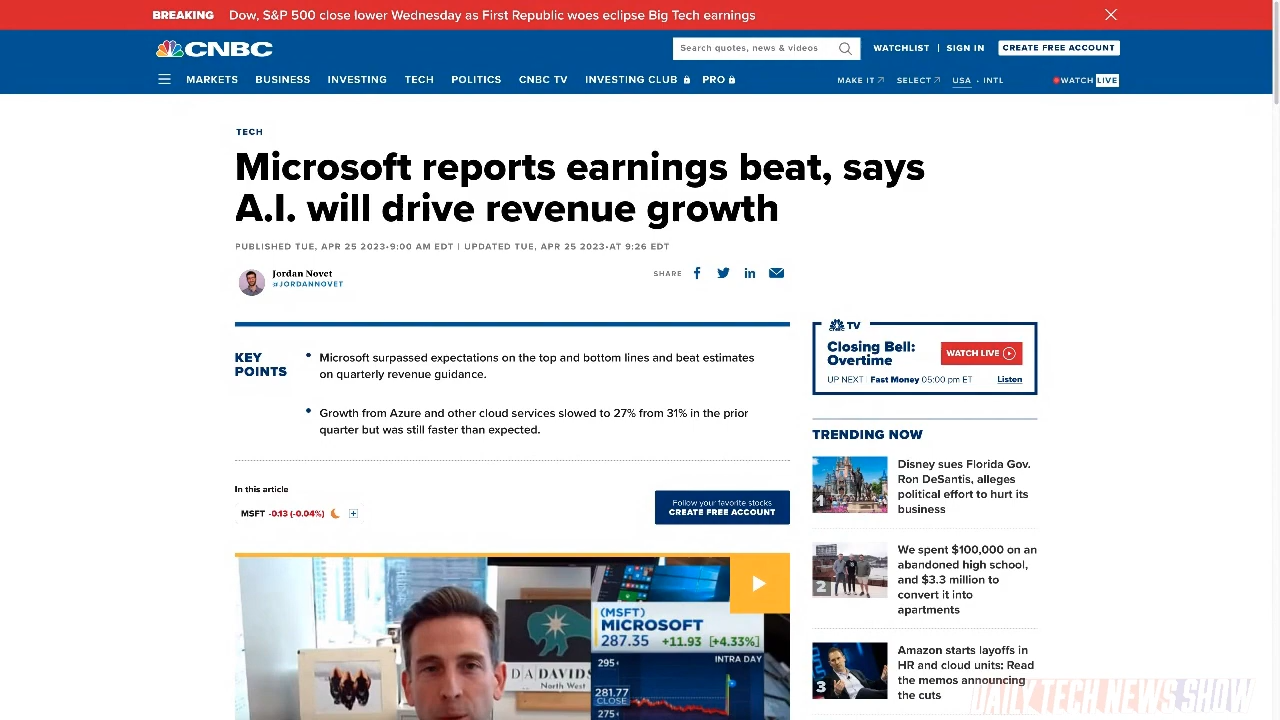 BREAKING Dow, S&P 500 close lower Wednesday as First Republic woes eclipse Big Tech earnings
CNBC
Search quotes, news & videos
WATCHLIST | SIGN IN CREATE FREE ACCOUNT
MARKETS BUSINESS INVESTING TECH POLITICS CNBC TV INVESTING CLUB PRO
MAKE IT SELECT USA • INTL WATCH LIVE
TECH
Microsoft reports earnings beat, says
A.I. will drive revenue growth
PUBLISHED TUE, APR 25 2023•9:00 AM EDT | UPDATED TUE, APR 25 2023•AT 9:26 EDT
Jordan Novet
@JORDANNOVET
SHARE
KEY
POINTS
• Microsoft surpassed expectations on the top and bottom lines and beat estimates
on quarterly revenue guidance.
• Growth from Azure and other cloud services slowed to 27% from 31% in the prior
quarter but was still faster than expected.
In this article
MSFT -0.13 (-0.04%)
Follow your favorite stocks
CREATE FREE ACCOUNT
(MSFT)
MICROSOFT
287.35 +11.93 [+4.33%]
INTRA DAY
295
281.77
CLOSE
275
DADAVIDS
North West
TV
Closing Bell:
Overtime
WATCH LIVE
UP NEXT | Fast Money 05:00 pm ET Listen
TRENDING NOW
1
Disney sues Florida Gov.
Ron DeSantis, alleges
political effort to hurt its
business
2
We spent $100,000 on an
abandoned high school,
and $3.3 million to
convert it into
apartments
3
Amazon starts layoffs in
HR and cloud units: Read
the memos announcing
the cuts
DAILY TECH NEWS SHOW